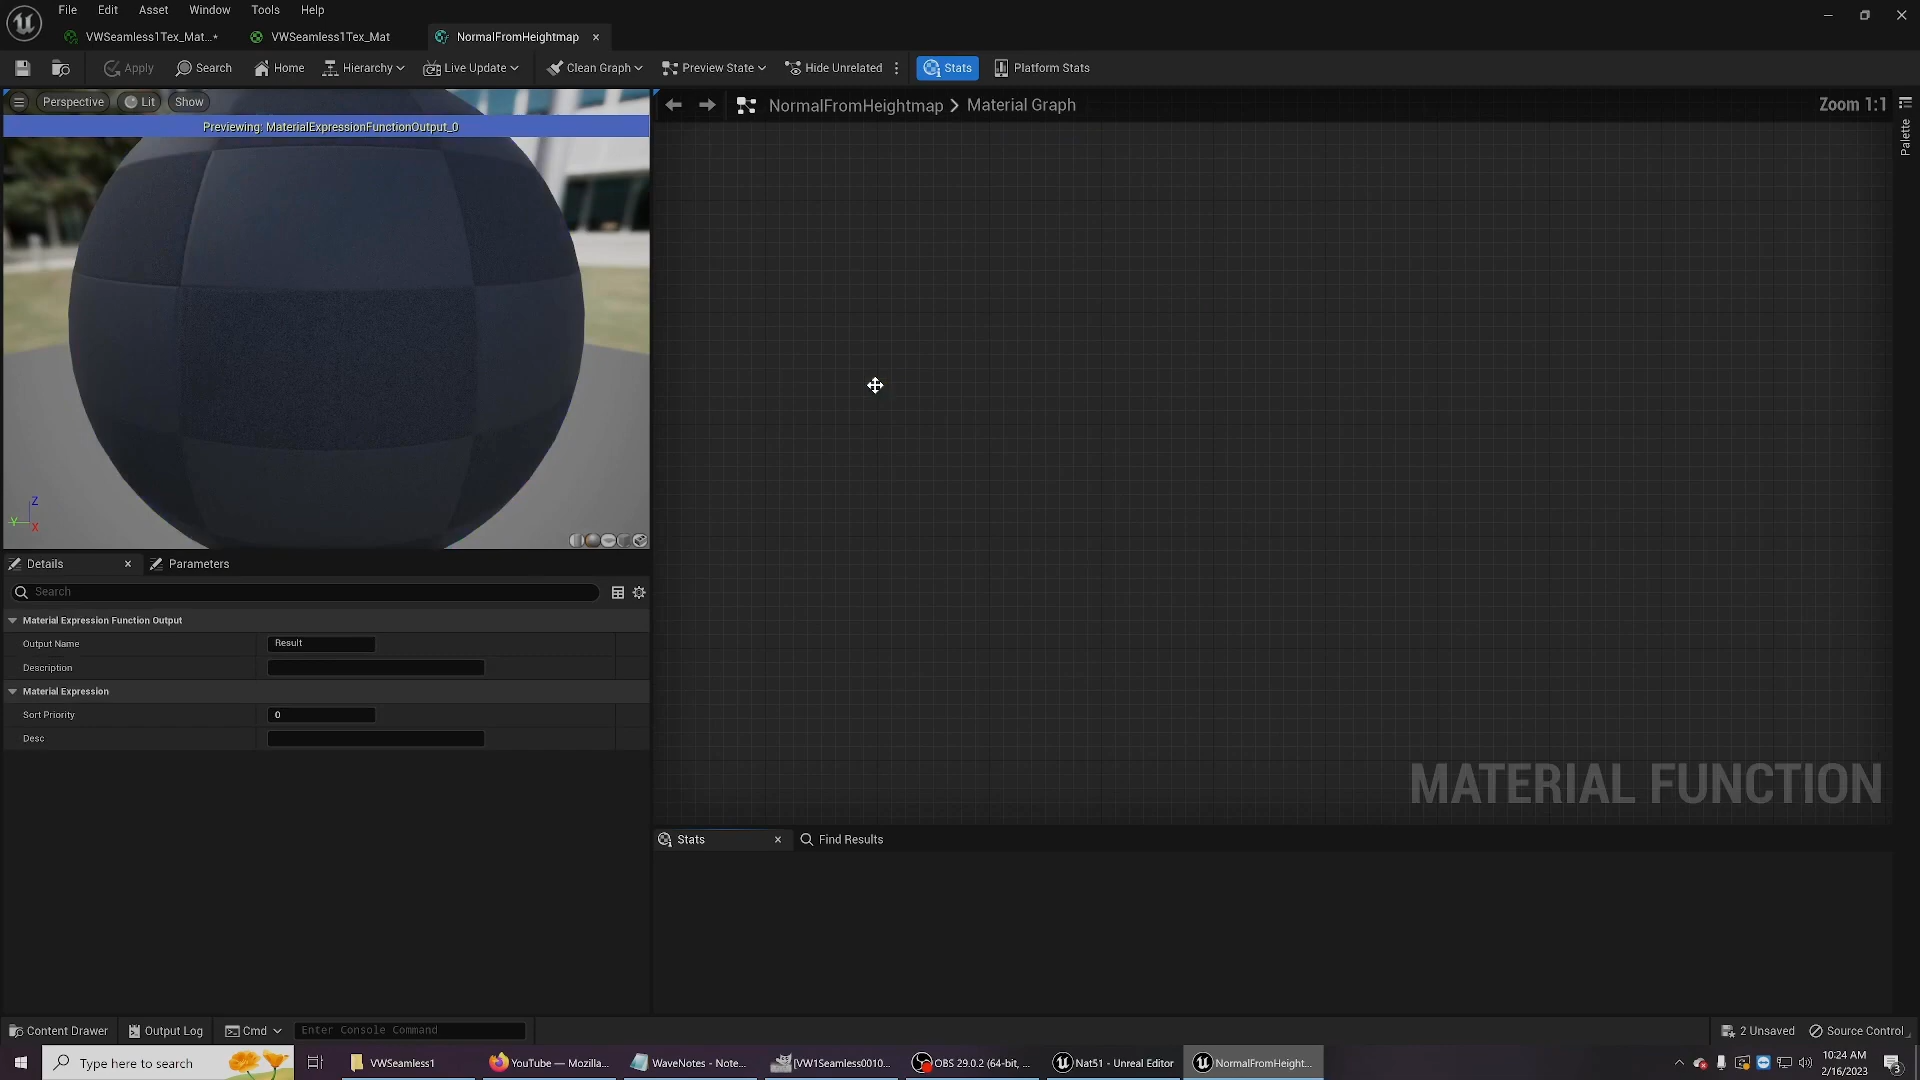 File Edit Asset Window Tools Help
VWSeamless1Tex_Mat...* VWSeamless1Tex_Mat NormalFromHeightmap
Apply Search Home Hierarchy Live Update Clean Graph Preview State Hide Unrelated Stats Platform Stats
Perspective Lit Show
NormalFromHeightmap > Material Graph Zoom 1:1
Previewing: MaterialExpressionFunctionOutput_0
Palette
Z
Y
X
MATERIAL FUNCTION
Details Parameters
Search
Material Expression Function Output
Output Name Result
Description
Material Expression
Sort Priority 0
Desc
Stats Find Results
Content Drawer Output Log Cmd Enter Console Command 2 Unsaved Source Control
Type here to search VWSeamless1 YouTube — Mozilla... WaveNotes - Note... [VW1Seamless0010... OBS 29.0.2 (64-bit, ... Nat51 - Unreal Editor NormalFromHeight...
10:24 AM
2/16/2023
3